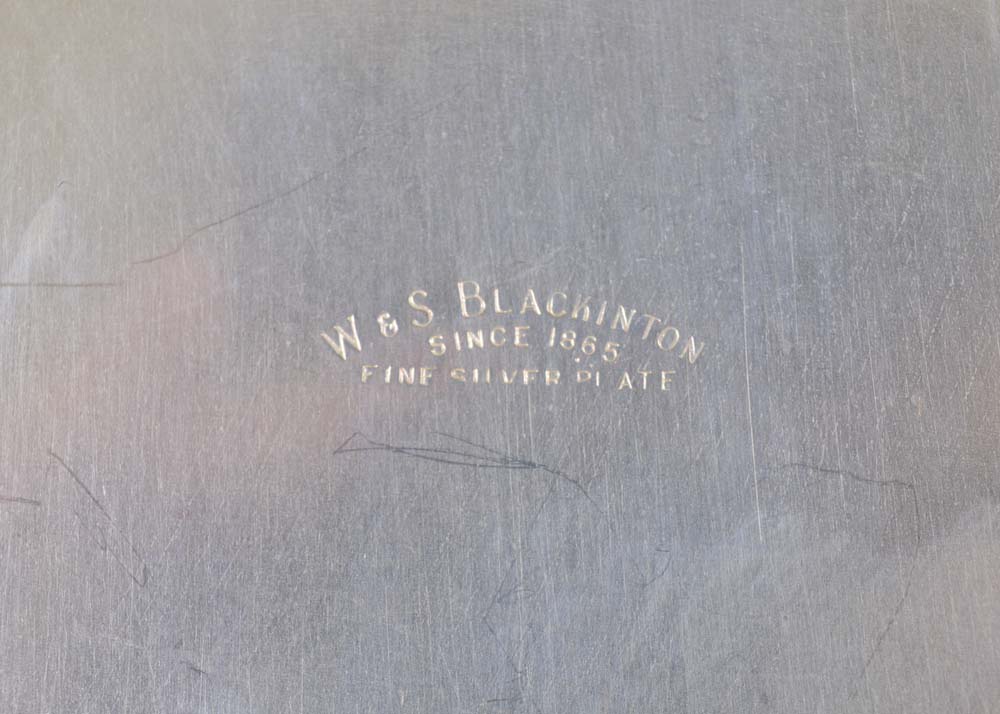 W & S BLACKINTON
SINCE 1865
FINE SILVER PLATE